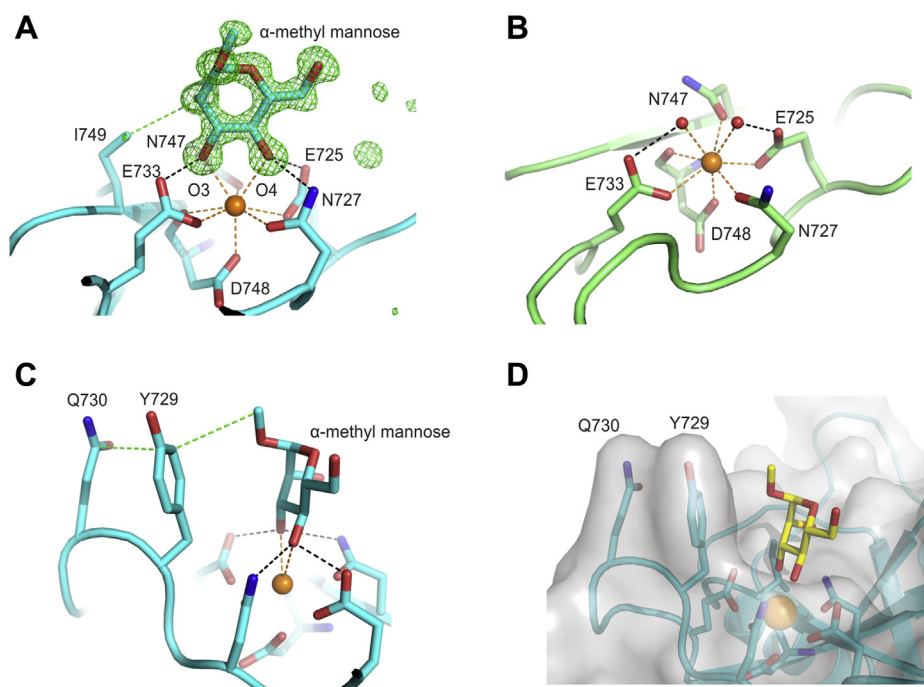 A
α-methyl mannose
I749
N747
E733
O3
O4
E725
N727
D748
B
N747
E725
E733
D748
N727
C
Q730
Y729
α-methyl mannose
D
Q730
Y729